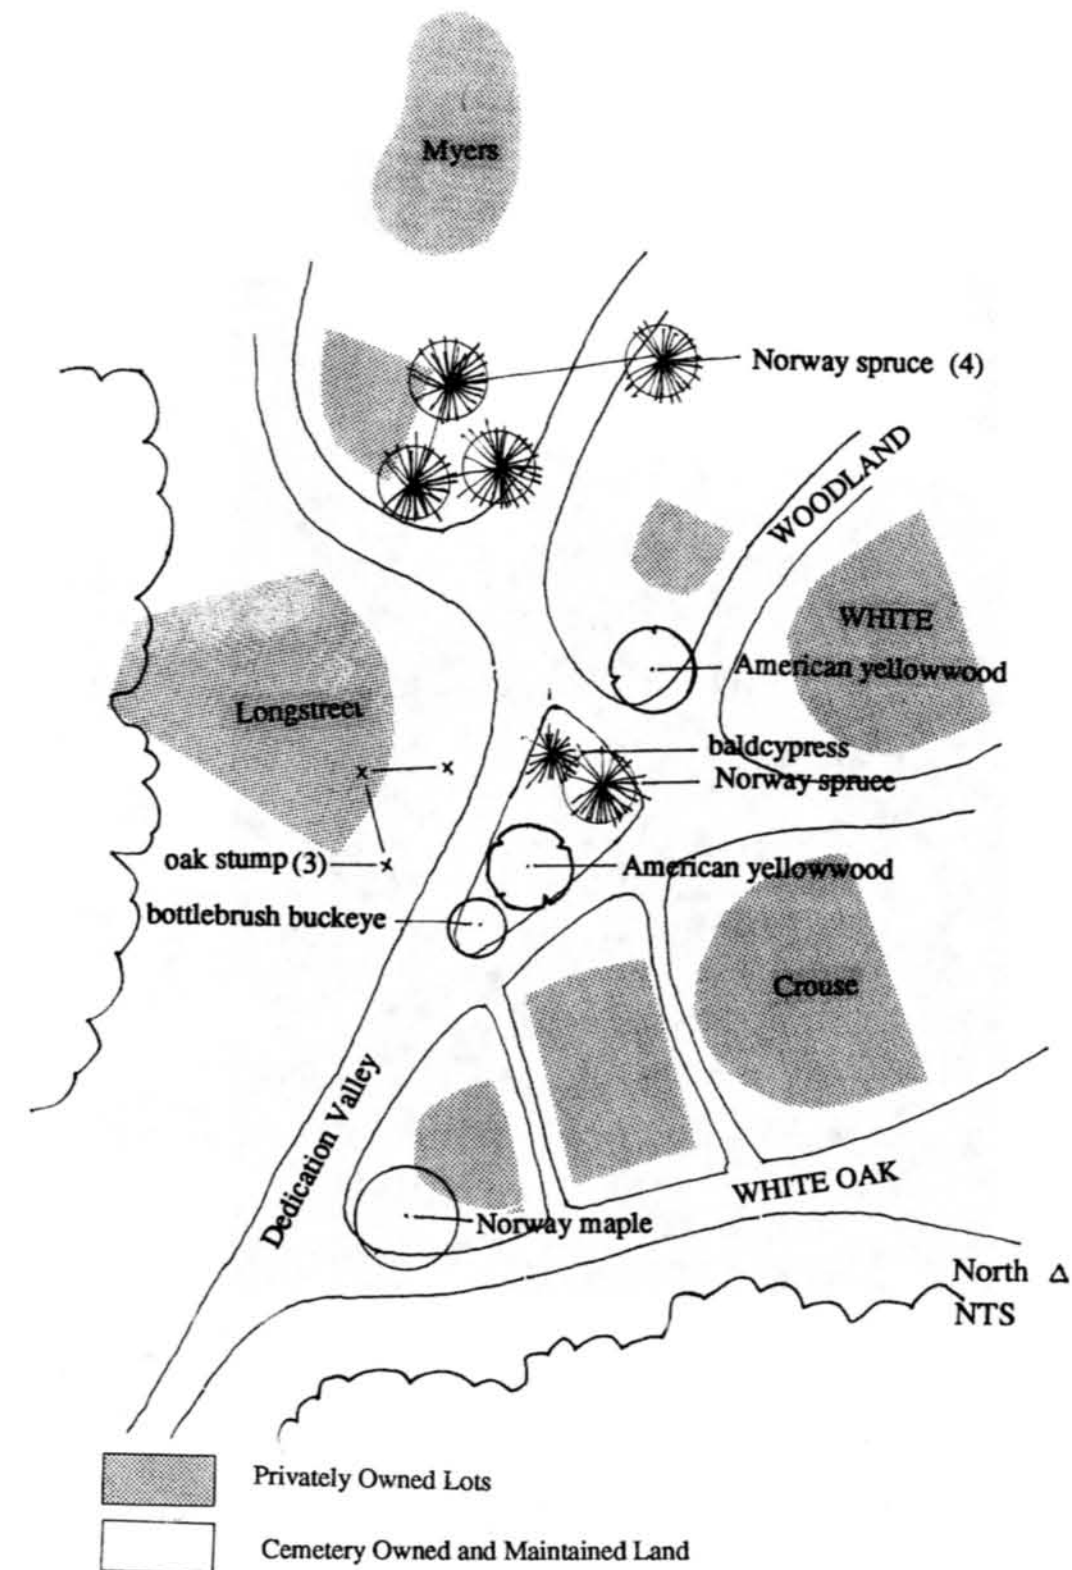 Myers
Norway spruce (4)
WOODLAND
WHITE
American yellowwood
Longstreet
baldcypress
Norway spruce
oak stump (3)
American yellowwood
bottlebrush buckeye
Crouse
Dedication Valley
WHITE OAK
Norway maple
North Δ
NTS
Privately Owned Lots
Cemetery Owned and Maintained Land